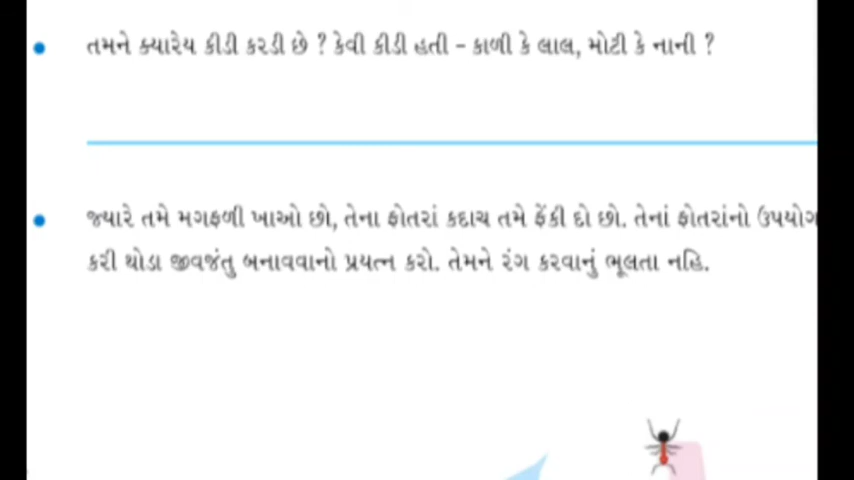 તમને ક્યારેય કીડી કરડી છે ? કેવી કીડી હતી - કાળી કે લાલ, મોટી કે નાની ?
જ્યારે તમે મગફળી ખાઓ છો, તેના ફોતરાં કદાચ તમે ફેંકી દો છો. તેનાં ફોતરાંનો ઉપયોગ
કરી થોડા જીવજંતુ બનાવવાનો પ્રયત્ન કરો. તેમને રંગ કરવાનું ભૂલતા નહિ.